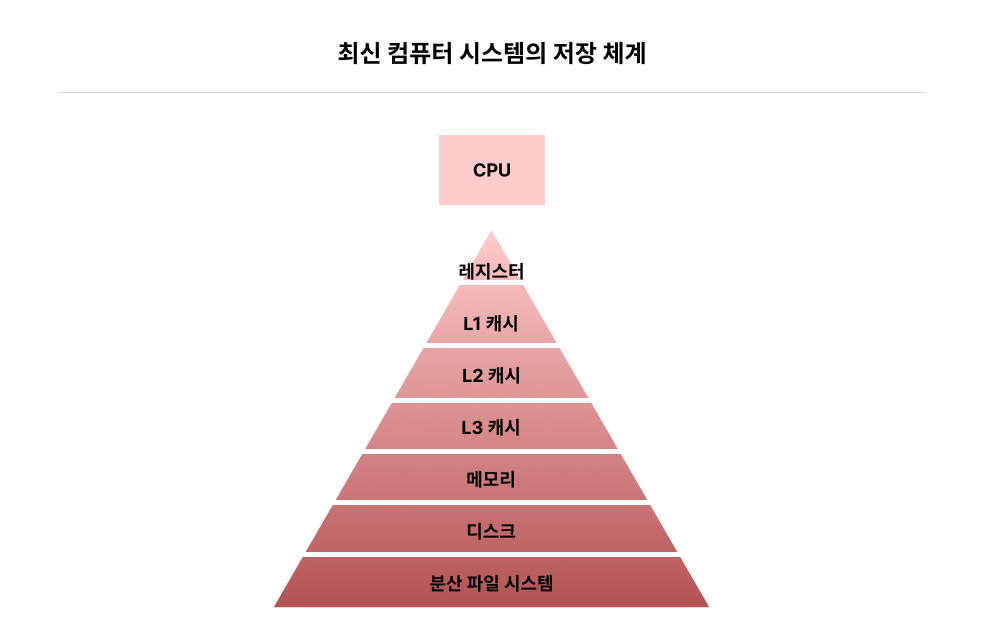 최신 컴퓨터 시스템의 저장 체계
CPU
레지스터
L1 캐시
L2 캐시
L3 캐시
메모리
디스크
분산 파일 시스템